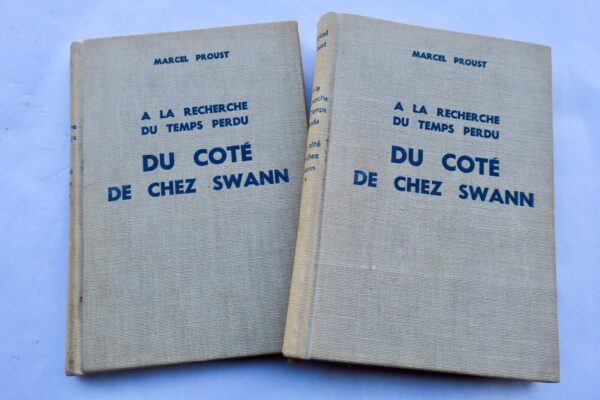 MARCEL PROUST
A LA RECHERCHE
DU TEMPS PERDU
DU COTÉ
DE CHEZ SWANN
MARCEL PROUST
A LA RECHERCHE
DU TEMPS PERDU
DU COTÉ
DE CHEZ SWANN